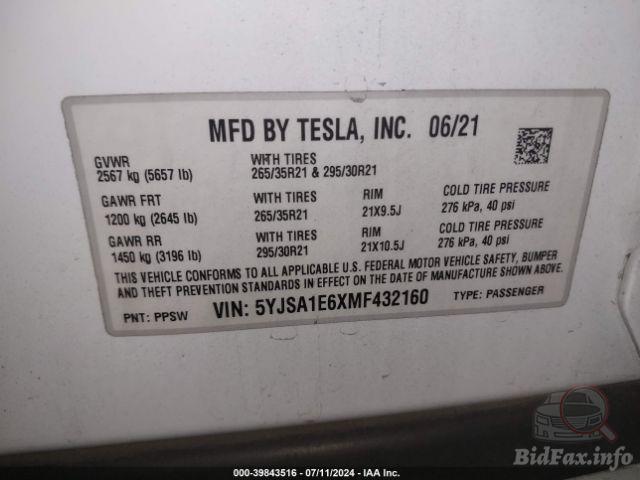 MFD BY TESLA, INC. 06/21
GVWR
2567 kg (5657 lb)
WITH TIRES
265/35R21 & 295/30R21
GAWR FRT
1200 kg (2645 lb)
WITH TIRES
265/35R21
RIM
21X9.5J
COLD TIRE PRESSURE
276 kPa, 40 psi
GAWR RR
1450 kg (3196 lb)
WITH TIRES
295/30R21
RIM
21X10.5J
COLD TIRE PRESSURE
276 kPa, 40 psi
THIS VEHICLE CONFORMS TO ALL APPLICABLE U.S. FEDERAL MOTOR VEHICLE SAFETY, BUMPER
AND THEFT PREVENTION STANDARDS IN EFFECT ON THE DATE OF MANUFACTURE SHOWN ABOVE.
PNT: PPSW
VIN: 5YJSA1E6XMF432160
TYPE: PASSENGER
BidFax.info
000-39843516 - 07/11/2024 - IAA Inc.